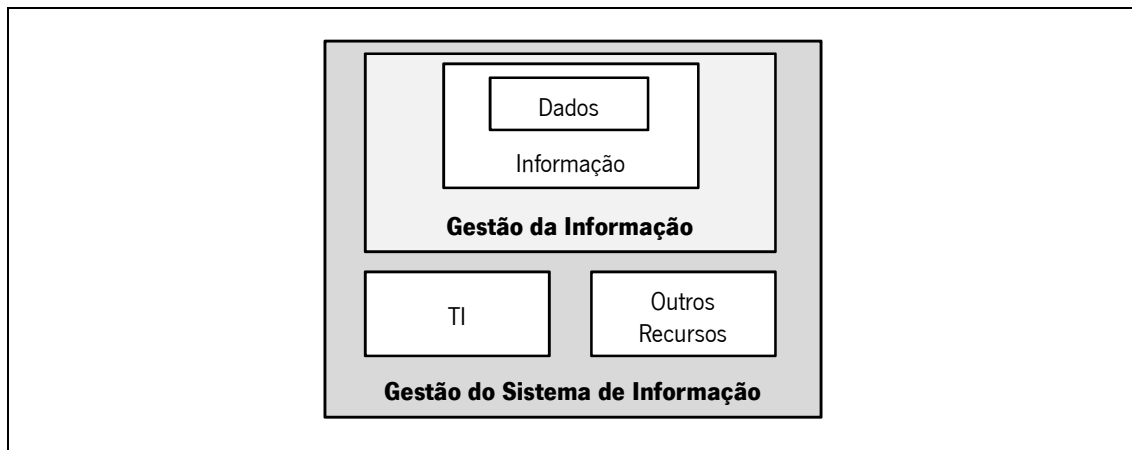 Dados
Informação
Gestão da Informação
TI
Outros
Recursos
Gestão do Sistema de Informação